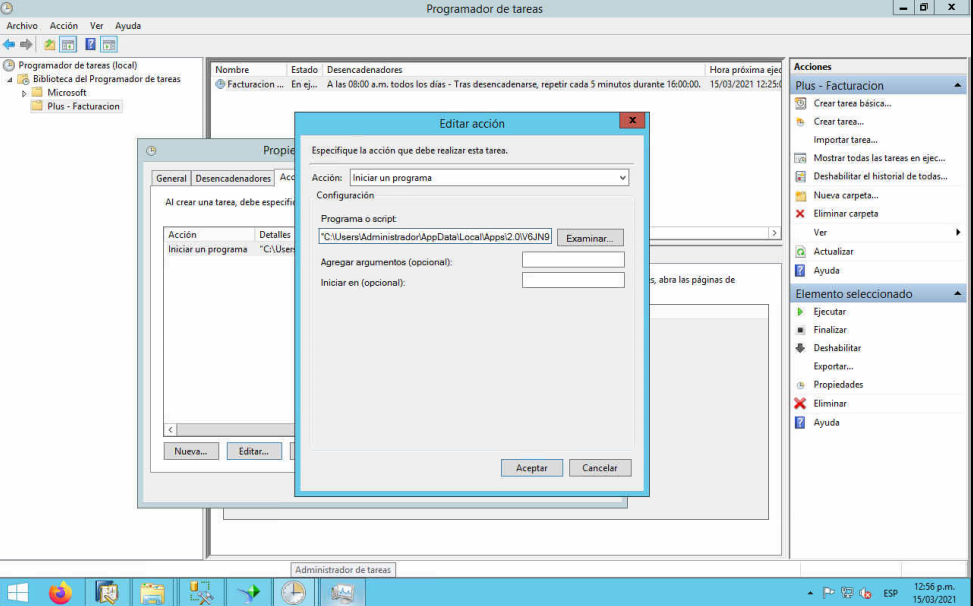 Programador de tareas
Archivo Acción Ver Ayuda
Programador de tareas (local)
Biblioteca del Programador de tareas
Microsoft
Plus - Facturacion
Nombre Estado Desencadenadores Hora próxima ejec
Facturacion ... En ej... A las 08:00 a.m. todos los días - Tras desencadenarse, repetir cada 5 minutos durante 16:00:00. 15/03/2021 12:25:0
Propie
General Desencadenadores Acc
Al crear una tarea, debe especific
Acción Detalles
Iniciar un programa "C:\Users
Nueva... Editar...
Editar acción
Especifique la acción que debe realizar esta tarea.
Acción: Iniciar un programa
Configuración
Programa o script:
"C:\Users\Administrador\AppData\Local\Apps\2.0\V6JN9 Examinar...
Agregar argumentos (opcional):
Iniciar en (opcional):
Aceptar Cancelar
s, abra las páginas de
Acciones
Plus - Facturacion
Crear tarea básica...
Crear tarea...
Importar tarea...
Mostrar todas las tareas en ejec...
Deshabilitar el historial de todas...
Nueva carpeta...
Eliminar carpeta
Ver
Actualizar
Ayuda
Elemento seleccionado
Ejecutar
Finalizar
Deshabilitar
Exportar...
Propiedades
Eliminar
Ayuda
Administrador de tareas
ESP
12:56 p.m.
15/03/2021